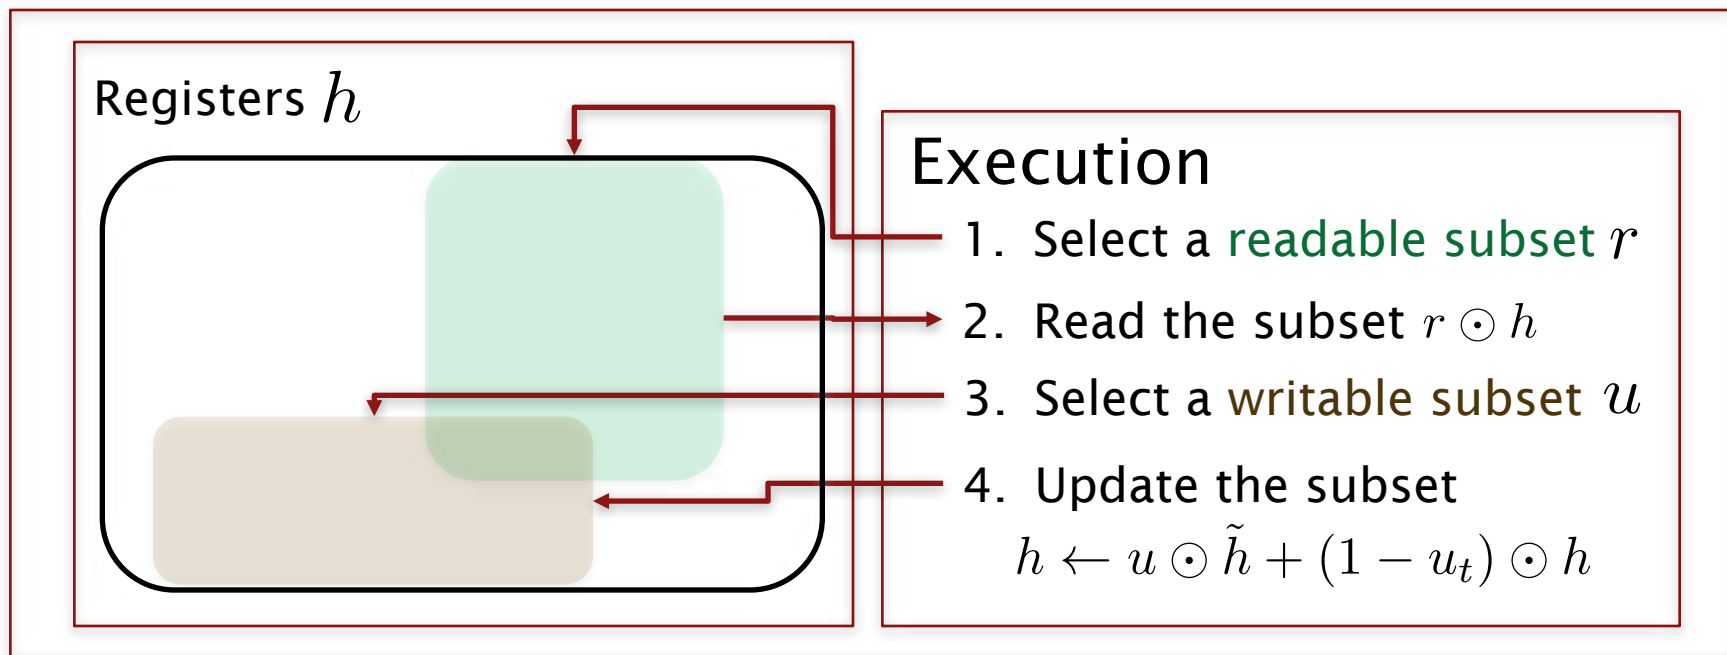 Registers h
Execution
1. Select a readable subset r
2. Read the subset r ⊙ h
3. Select a writable subset u
4. Update the subset
h ← u ⊙ h̃ + (1 − uₜ) ⊙ h